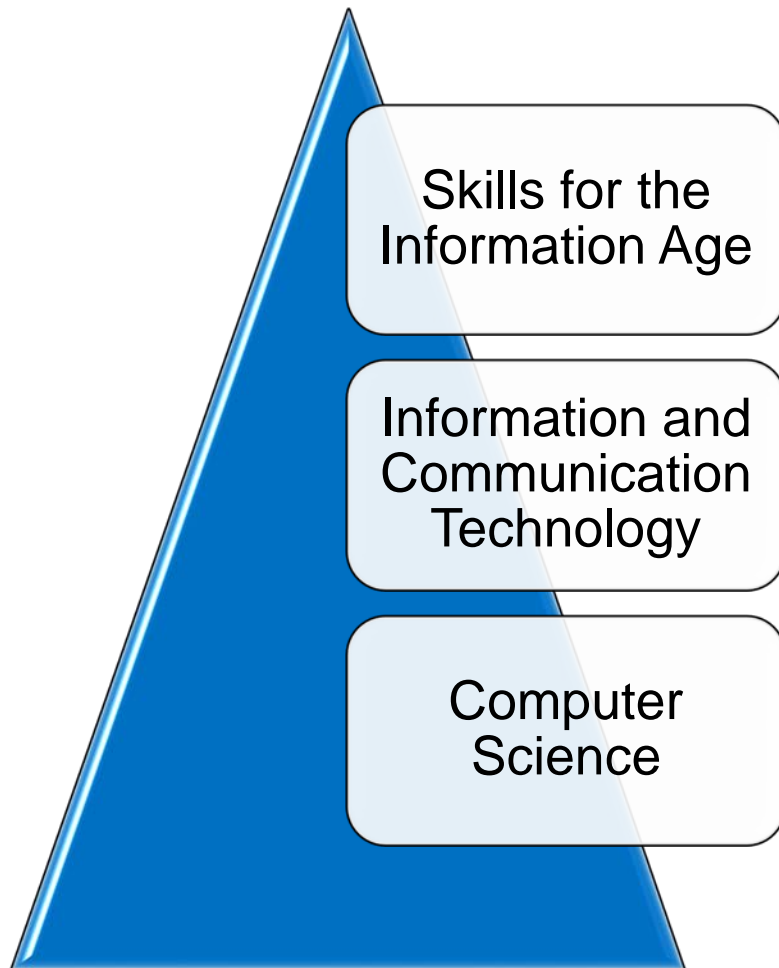 Skills for the
Information Age
Information and
Communication
Technology
Computer
Science